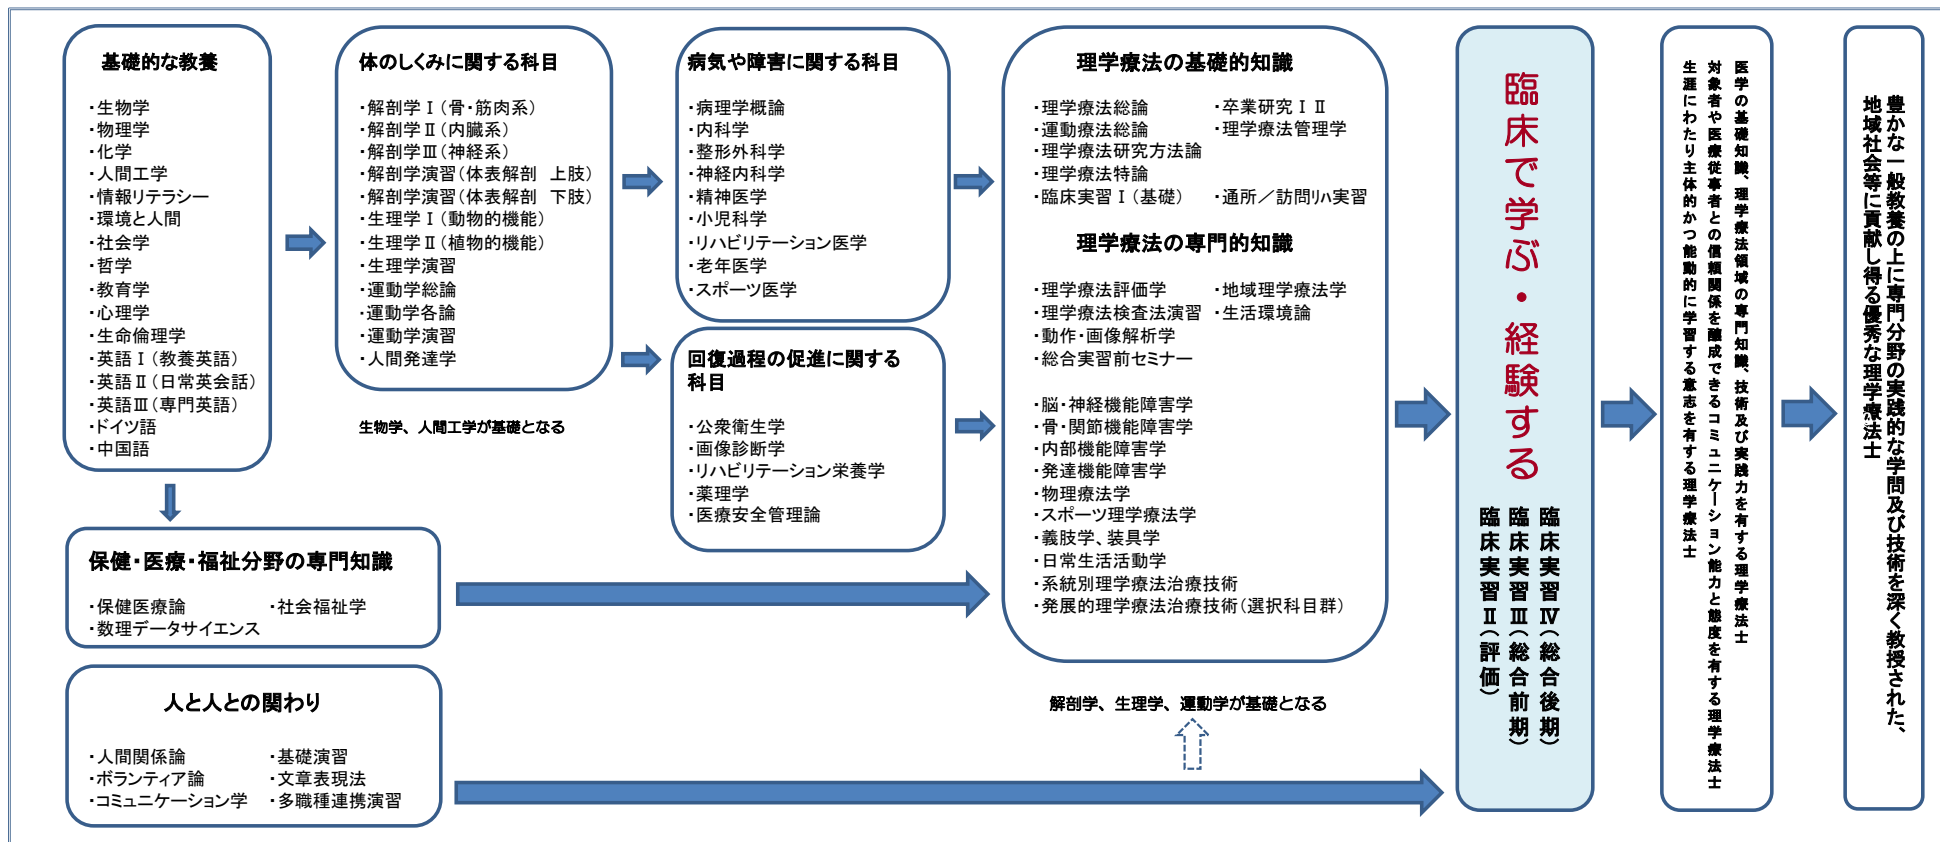 基礎的な教養
・生物学
・物理学
・化学
・人間工学
・情報リテラシー
・環境と人間
・社会学
・哲学
・教育学
・心理学
・生命倫理学
・英語Ⅰ(教養英語)
・英語Ⅱ(日常英会話)
・英語Ⅲ(専門英語)
・ドイツ語
・中国語
保健・医療・福祉分野の専門知識
・保健医療論　・社会福祉学
・数理データサイエンス
人と人との関わり
・人間関係論　・基礎演習
・ボランティア論　・文章表現法
・コミュニケーション学　・多職種連携演習
体のしくみに関する科目
・解剖学Ⅰ(骨・筋肉系)
・解剖学Ⅱ(内臓系)
・解剖学Ⅲ(神経系)
・解剖学演習(体表解剖　上肢)
・解剖学演習(体表解剖　下肢)
・生理学Ⅰ(動物的機能)
・生理学Ⅱ(植物的機能)
・生理学演習
・運動学総論
・運動学各論
・運動学演習
・人間発達学
生物学、人間工学が基礎となる
病気や障害に関する科目
・病理学概論
・内科学
・整形外科学
・神経内科学
・精神医学
・小児科学
・リハビリテーション医学
・老年医学
・スポーツ医学
回復過程の促進に関する
科目
・公衆衛生学
・画像診断学
・リハビリテーション栄養学
・薬理学
・医療安全管理論
理学療法の基礎的知識
・理学療法総論　・卒業研究ⅠⅡ
・運動療法総論　・理学療法管理学
・理学療法研究方法論
・理学療法特論
・臨床実習Ⅰ(基礎)　・通所／訪問リハ実習
理学療法の専門的知識
・理学療法評価学　・地域理学療法学
・理学療法検査法演習　・生活環境論
・動作・画像解析学
・総合実習前セミナー
・脳・神経機能障害学
・骨・関節機能障害学
・内部機能障害学
・発達機能障害学
・物理療法学
・スポーツ理学療法学
・義肢学、装具学
・日常生活活動学
・系統別理学療法治療技術
・発展的理学療法治療技術(選択科目群)
解剖学、生理学、運動学が基礎となる
臨床で学ぶ・経験する
臨床実習Ⅳ(総合後期)
臨床実習Ⅲ(総合前期)
臨床実習Ⅱ(評価)
医学の基礎知識、理学療法領域の専門知識、技術及び実践力を有する理学療法士
対象者や医療従事者との信頼関係を醸成できるコミュニケーション能力と態度を有する理学療法士
生涯にわたり主体的かつ能動的に学習する意志を有する理学療法士
豊かな一般教養の上に専門分野の実践的な学問及び技術を深く教授された、
地域社会等に貢献し得る優秀な理学療法士